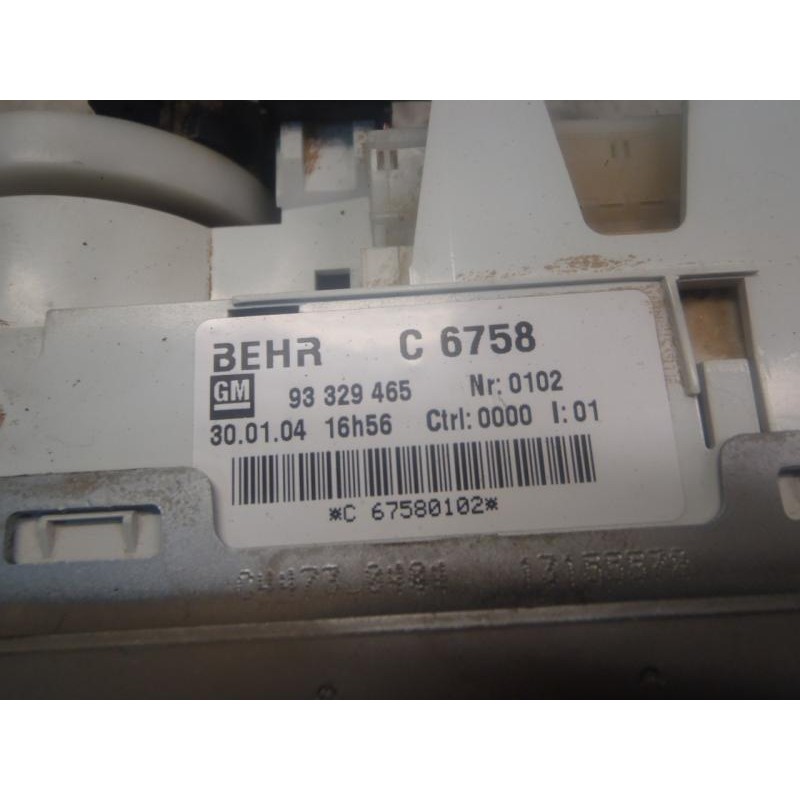 BEHR C 6758
GM 93 329 465 Nr: 0102
30.01.04 16h56 Ctrl: 0000 I: 01
*C 67580102*